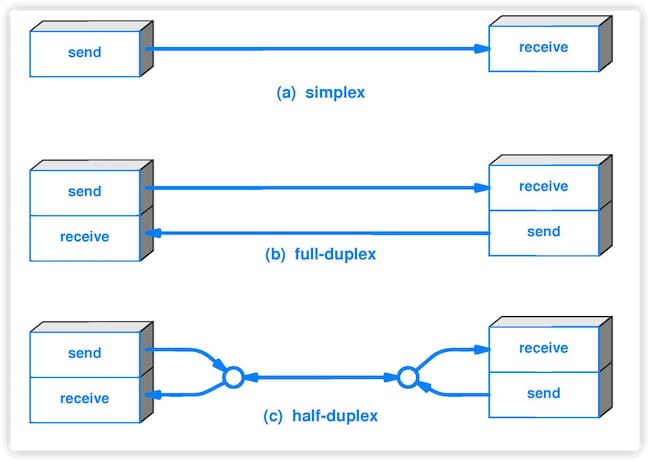 send
receive
(a) simplex
send
receive
receive
send
(b) full-duplex
send
receive
receive
send
(c) half-duplex